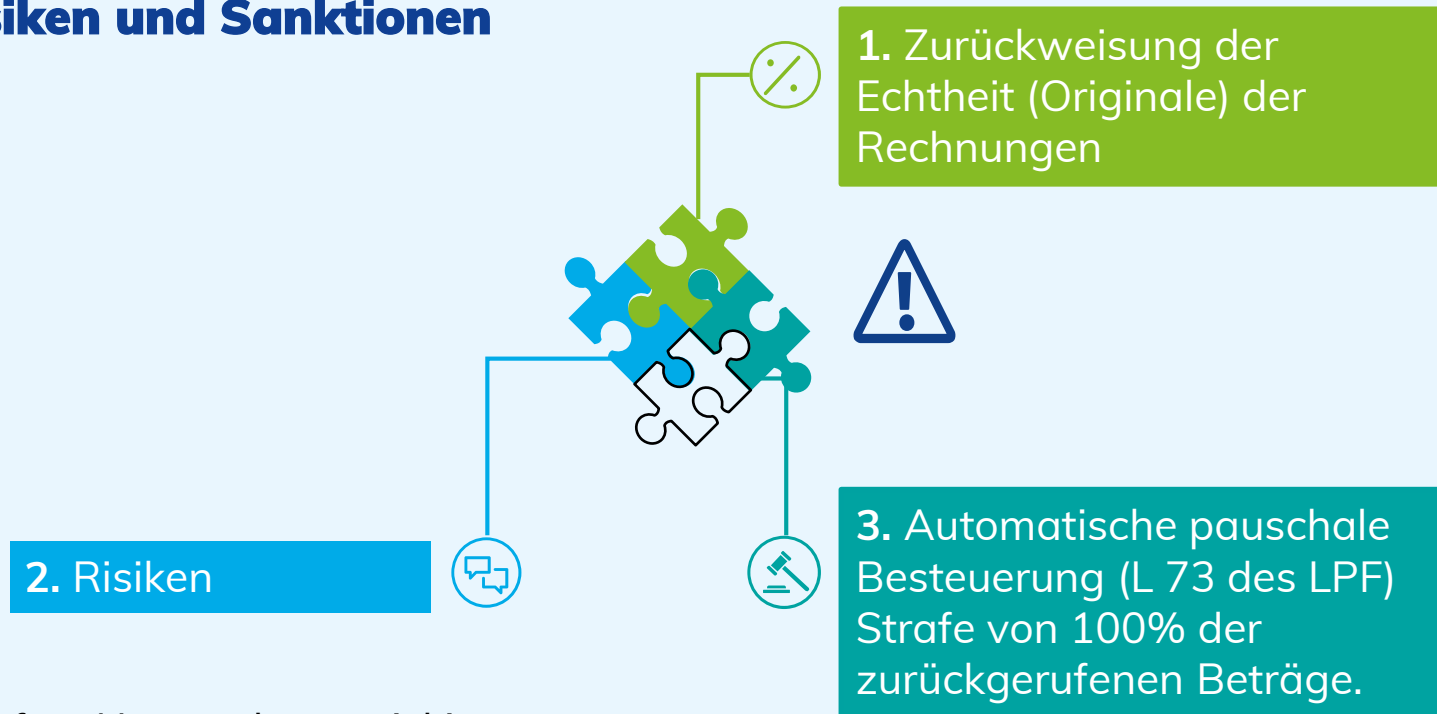 siken und Sanktionen
1. Zurückweisung der
Echtheit (Originale) der
Rechnungen
2. Risiken
3. Automatische pauschale
Besteuerung (L 73 des LPF)
Strafe von 100% der
zurückgerufenen Beträge.